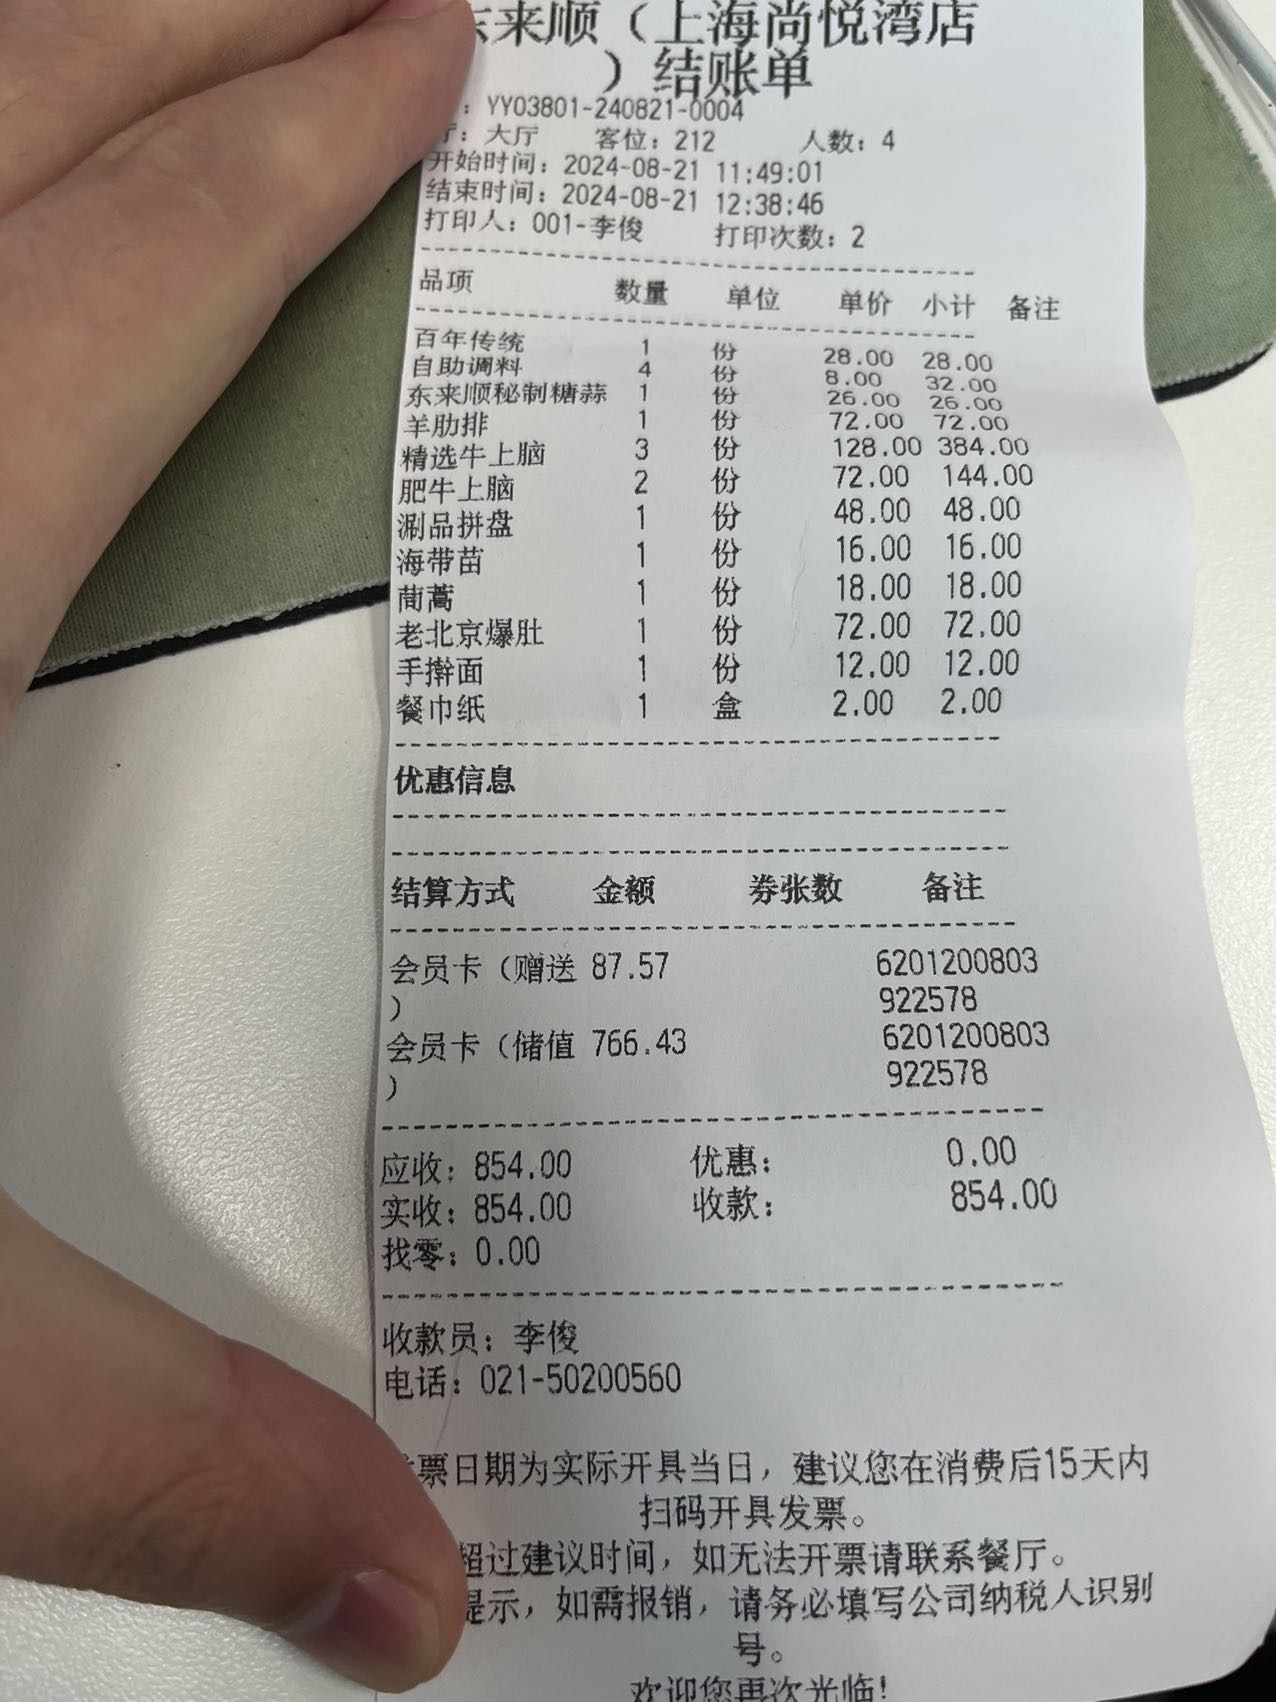 东来顺（上海尚悦湾店
）结账单
：YY03801-240821-0004
厅：大厅 客位：212 人数：4
开始时间：2024-08-21 11:49:01
结束时间：2024-08-21 12:38:46
打印人：001-李俊 打印次数：2
品项 数量 单位 单价 小计 备注
百年传统 1 份 28.00 28.00
自助调料 4 份 8.00 32.00
东来顺秘制糖蒜 1 份 26.00 26.00
羊肋排 1 份 72.00 72.00
精选牛上脑 3 份 128.00 384.00
肥牛上脑 2 份 72.00 144.00
涮品拼盘 1 份 48.00 48.00
海带苗 1 份 16.00 16.00
茼蒿 1 份 18.00 18.00
老北京爆肚 1 份 72.00 72.00
手擀面 1 份 12.00 12.00
餐巾纸 1 盒 2.00 2.00
优惠信息
结算方式 金额 券张数 备注
会员卡（赠送 87.57 6201200803
） 922578
会员卡（储值 766.43 6201200803
） 922578
应收：854.00 优惠： 0.00
实收：854.00 收款： 854.00
找零：0.00
收款员：李俊
电话：021-50200560
票日期为实际开具当日，建议您在消费后15天内
扫码开具发票。
超过建议时间，如无法开票请联系餐厅。
提示，如需报销，请务必填写公司纳税人识别
号。
欢迎您再次光临！